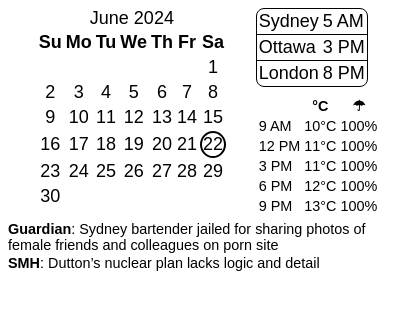 June 2024
Su Mo Tu We Th Fr Sa
1
2 3 4 5 6 7 8
9 10 11 12 13 14 15
16 17 18 19 20 21 22
23 24 25 26 27 28 29
30
Sydney 5 AM
Ottawa 3 PM
London 8 PM
°C ☂
9 AM 10°C 100%
12 PM 11°C 100%
3 PM 11°C 100%
6 PM 12°C 100%
9 PM 13°C 100%
Guardian: Sydney bartender jailed for sharing photos of
female friends and colleagues on porn site
SMH: Dutton’s nuclear plan lacks logic and detail